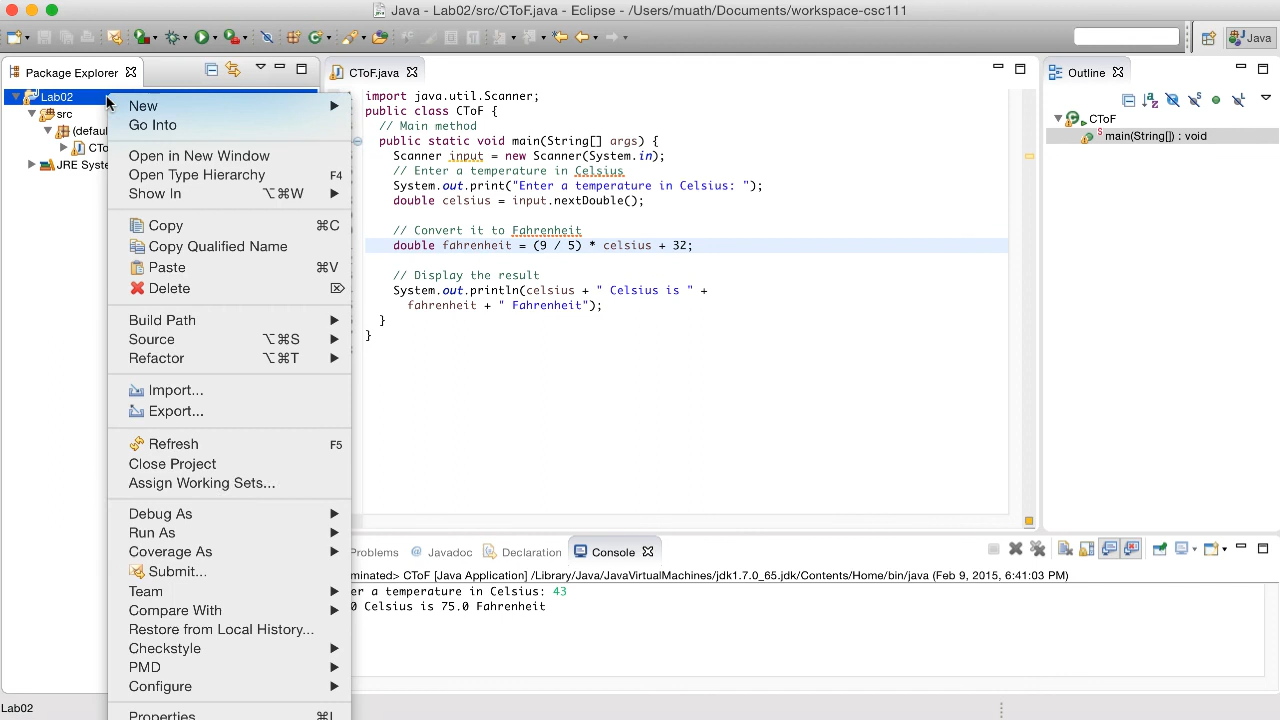 Java - Lab02/src/CToF.java - Eclipse - /Users/muath/Documents/workspace-csc111
Java
Package Explorer
Lab02
src
(defau
CTo
JRE Syste
New
Go Into
Open in New Window
Open Type Hierarchy F4
Show In ⌥⌘W
Copy ⌘C
Copy Qualified Name
Paste ⌘V
Delete ⌦
Build Path
Source ⌥⌘S
Refactor ⌥⌘T
Import...
Export...
Refresh F5
Close Project
Assign Working Sets...
Debug As
Run As
Coverage As
Submit...
Team
Compare With
Restore from Local History...
Checkstyle
PMD
Configure
Properties ⌘I
CToF.java
import java.util.Scanner;
public class CToF {
// Main method
public static void main(String[] args) {
Scanner input = new Scanner(System.in);
// Enter a temperature in Celsius
System.out.print("Enter a temperature in Celsius: ");
double celsius = input.nextDouble();
// Convert it to Fahrenheit
double fahrenheit = (9 / 5) * celsius + 32;
// Display the result
System.out.println(celsius + " Celsius is " +
fahrenheit + " Fahrenheit");
}
}
Outline
CToF
main(String[]) : void
Problems
@ Javadoc
Declaration
Console
minated> CToF [Java Application] /Library/Java/JavaVirtualMachines/jdk1.7.0_65.jdk/Contents/Home/bin/java (Feb 9, 2015, 6:41:03 PM)
er a temperature in Celsius: 43
0 Celsius is 75.0 Fahrenheit
Lab02